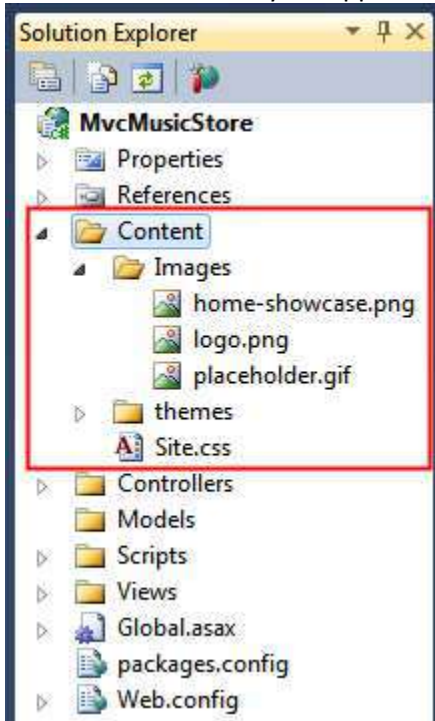 Solution Explorer
MvcMusicStore
Properties
References
Content
Images
home-showcase.png
logo.png
placeholder.gif
themes
Site.css
Controllers
Models
Scripts
Views
Global.asax
packages.config
Web.config